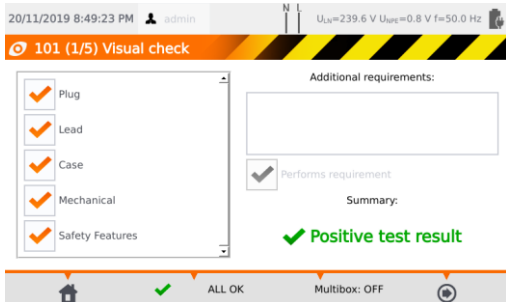 20/11/2019 8:49:23 PM admin N L U_LN=239.6 V U_NPE=0.8 V f=50.0 Hz
101 (1/5) Visual check
Plug
Lead
Case
Mechanical
Safety Features
Additional requirements:
Performs requirement
Summary:
Positive test result
ALL OK Multibox: OFF